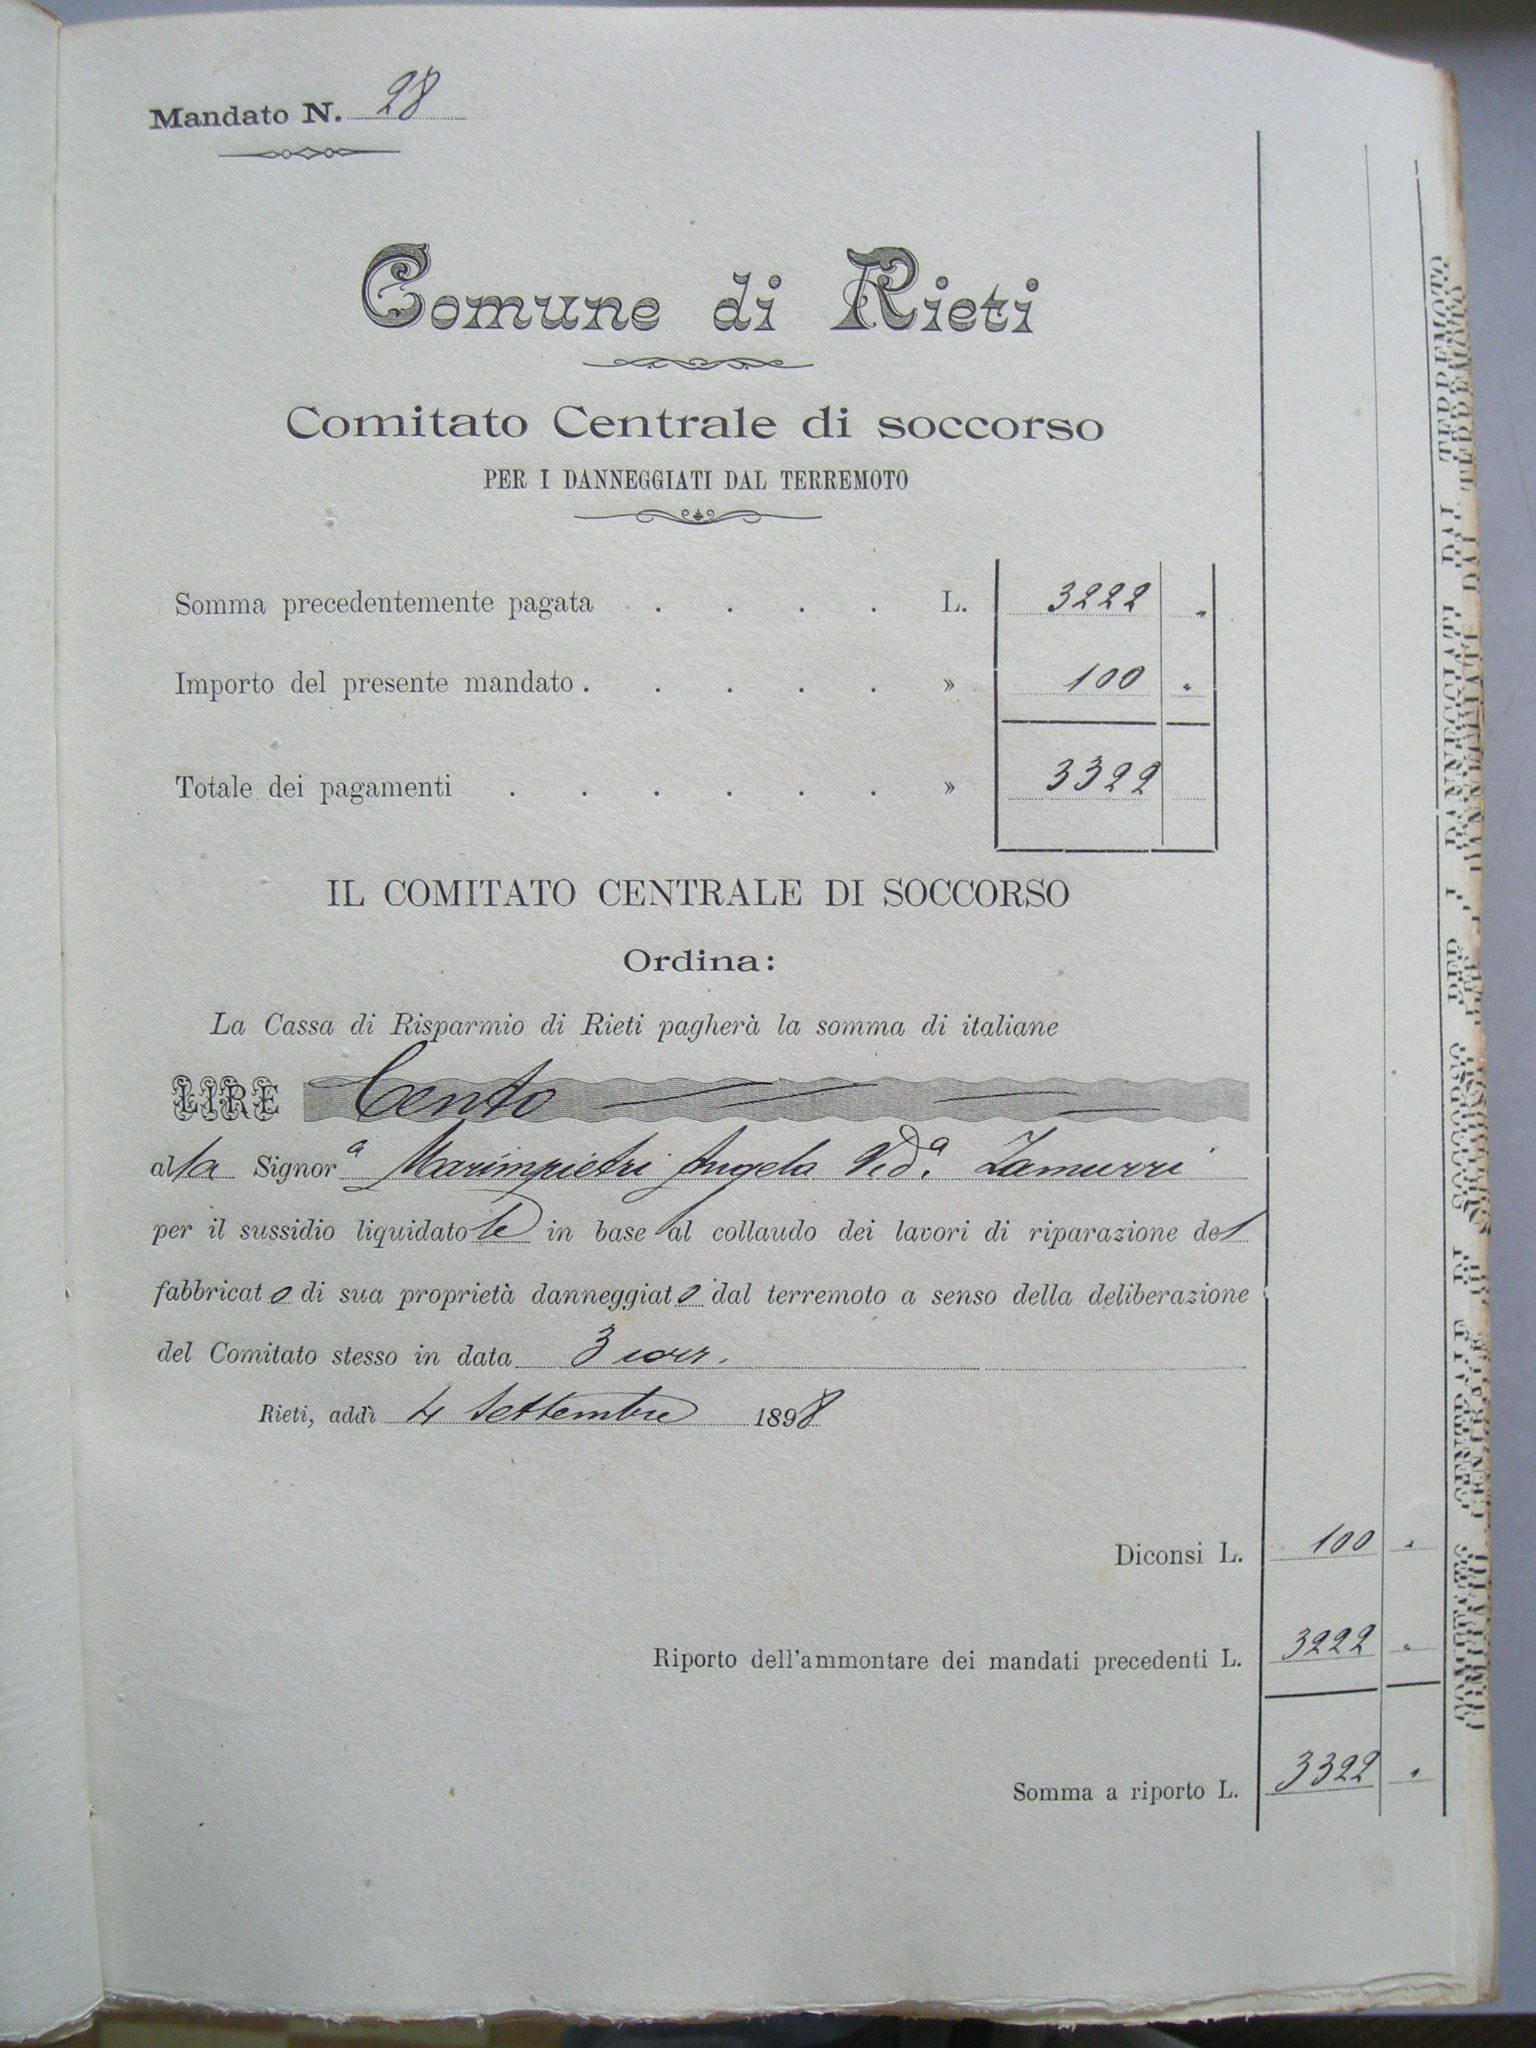 Mandato N. 28
Comune di Rieti
Comitato Centrale di soccorso
PER I DANNEGGIATI DAL TERREMOTO
Somma precedentemente pagata . . . . L. 3222 „
Importo del presente mandato . . . . . » 100 „
Totale dei pagamenti . . . . . . » 3322
IL COMITATO CENTRALE DI SOCCORSO
Ordina:
La Cassa di Risparmio di Rieti pagherà la somma di italiane
LIRE Cento
alla Signorª Marimpietri Angela Vedª. Zamurri
per il sussidio liquidatole in base al collaudo dei lavori di riparazione del
fabbricato di sua proprietà danneggiato dal terremoto a senso della deliberazione
del Comitato stesso in data 3 corr.
Rieti, addì 4 Settembre 1898
Diconsi L. 100 „
Riporto dell'ammontare dei mandati precedenti L. 3222 „
Somma a riporto L. 3322 „